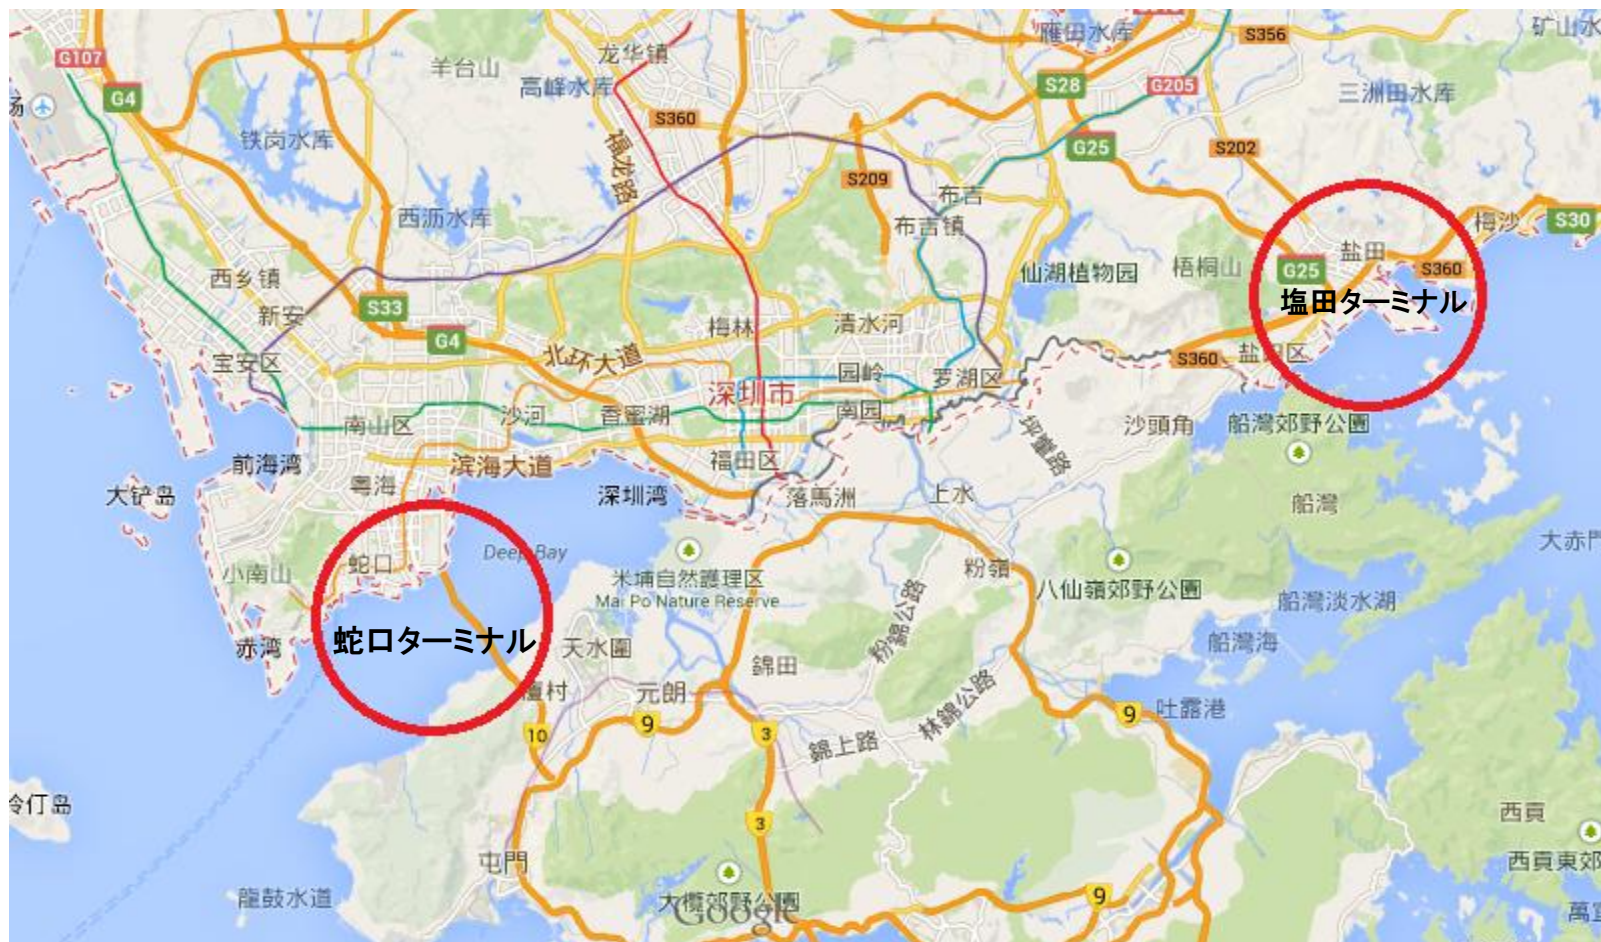 雁田水库
S356
矿山水
G107
龙华镇
羊台山
高峰水库
S28
G205
三洲田水库
场
G4
S360
铁岗水库
福龙路
G25
S202
S209
布吉
西沥水库
布吉镇
梅沙
S30
盐田
西乡镇
仙湖植物园
梧桐山
G25
S360
塩田ターミナル
S33
新安
梅林
清水河
G4
北环大道
宝安区
S360
盐田区
园岭
罗湖区
深圳市
南山区
沙河
香蜜湖
南园
沙頭角
船灣郊野公園
坪輋路
前海湾
滨海大道
福田区
大铲岛
粤海
深圳湾
落馬洲
上水
船灣
Deep Bay
大赤門
蛇口
小南山
米埔自然護理区
Mai Po Nature Reserve
粉嶺
八仙嶺郊野公園
船灣淡水湖
粉錦公路
赤湾
蛇口ターミナル
天水圍
船灣海
錦田
廈村
元朗
林錦公路
9
吐露港
10
9
3
錦上路
伶仃岛
西貢
3
屯門
西貢東郊
龍鼓水道
大欖郊野公園
Google
9
萬宜